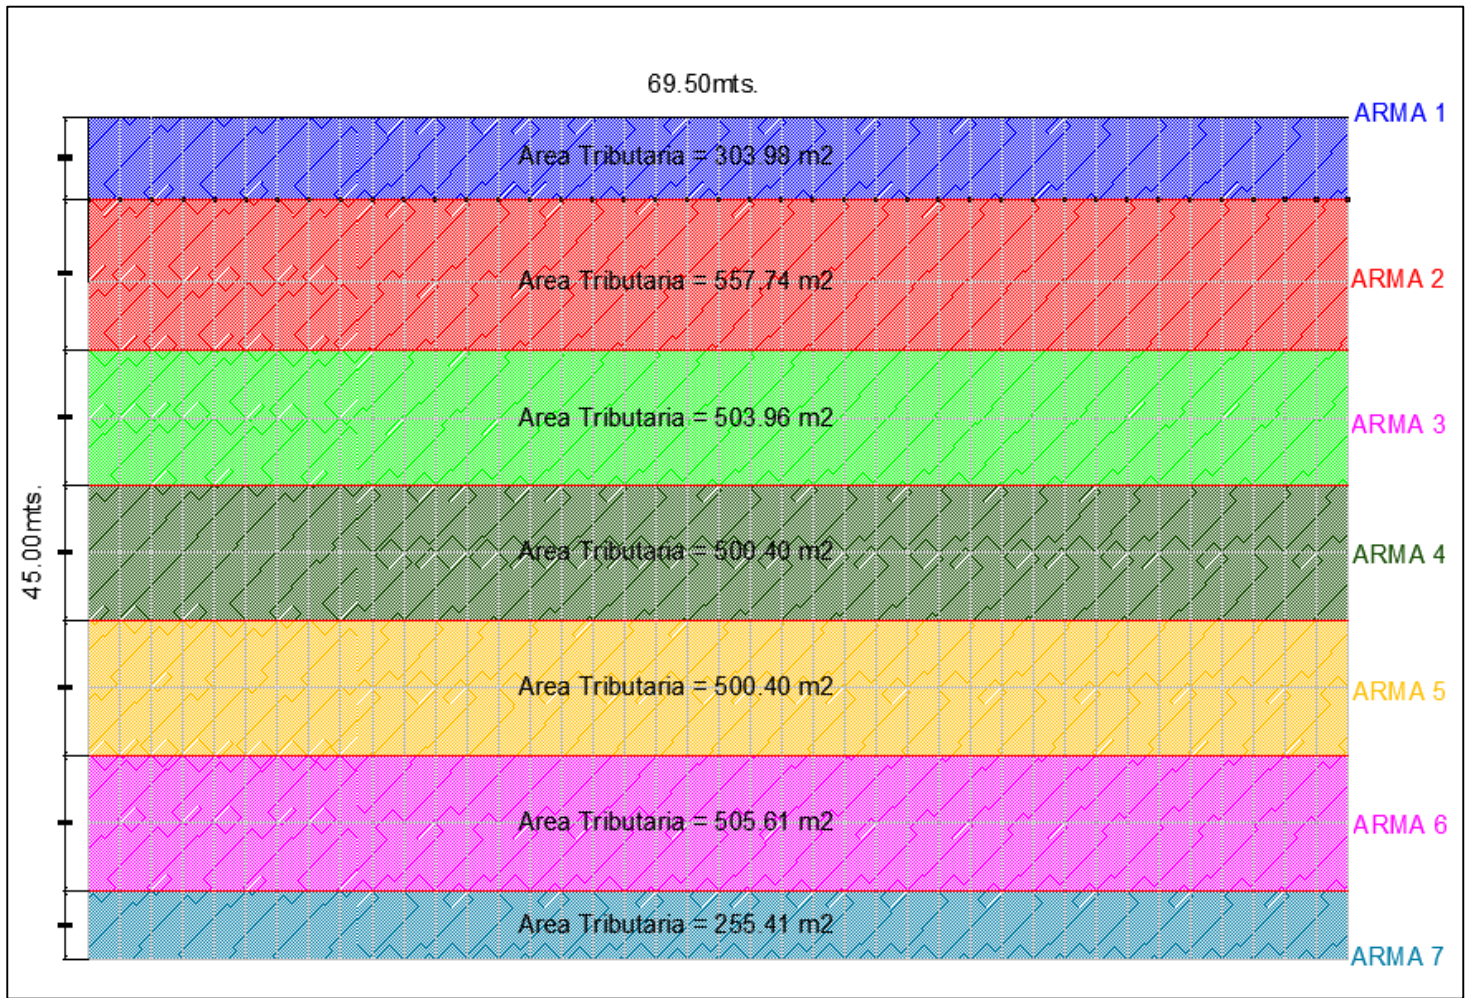 69.50mts.
ARMA 1
Area Tributaria = 303.98 m2
Area Tributaria = 557.74 m2
ARMA 2
Area Tributaria = 503.96 m2
ARMA 3
45.00mts.
Area Tributaria = 500.40 m2
ARMA 4
Area Tributaria = 500.40 m2
ARMA 5
Area Tributaria = 505.61 m2
ARMA 6
Area Tributaria = 255.41 m2
ARMA 7